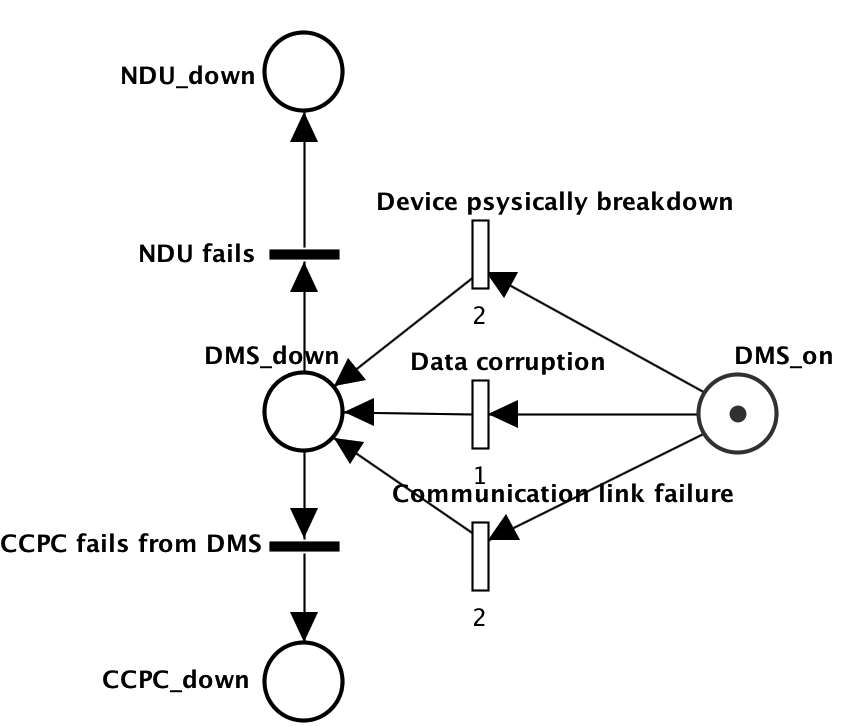 NDU_down
Device psysically breakdown
NDU fails
2
DMS_down
Data corruption
DMS_on
1
Communication link failure
CCPC fails from DMS
2
CCPC_down